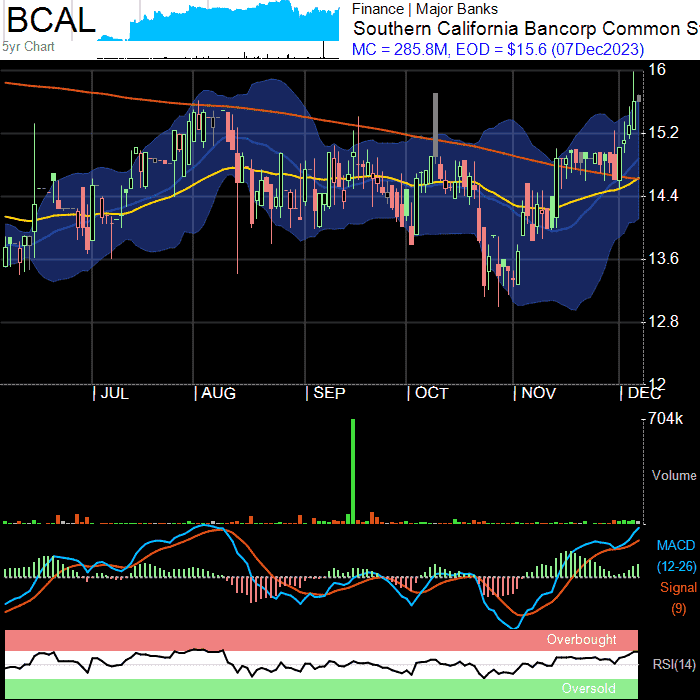 BCAL
5yr Chart
Finance | Major Banks
Southern California Bancorp Common S
MC = 285.8M, EOD = $15.6 (07Dec2023)
16
15.2
14.4
13.6
12.8
12
JUL AUG SEP OCT NOV DEC
704k
Volume
MACD
(12-26)
Signal
(9)
Overbought
RSI(14)
Oversold